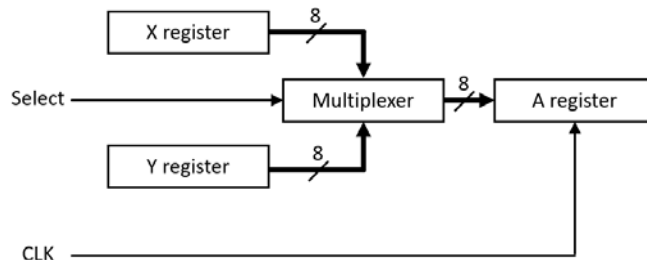 8
X register
Select
Multiplexer
8
A register
Y register
8
CLK